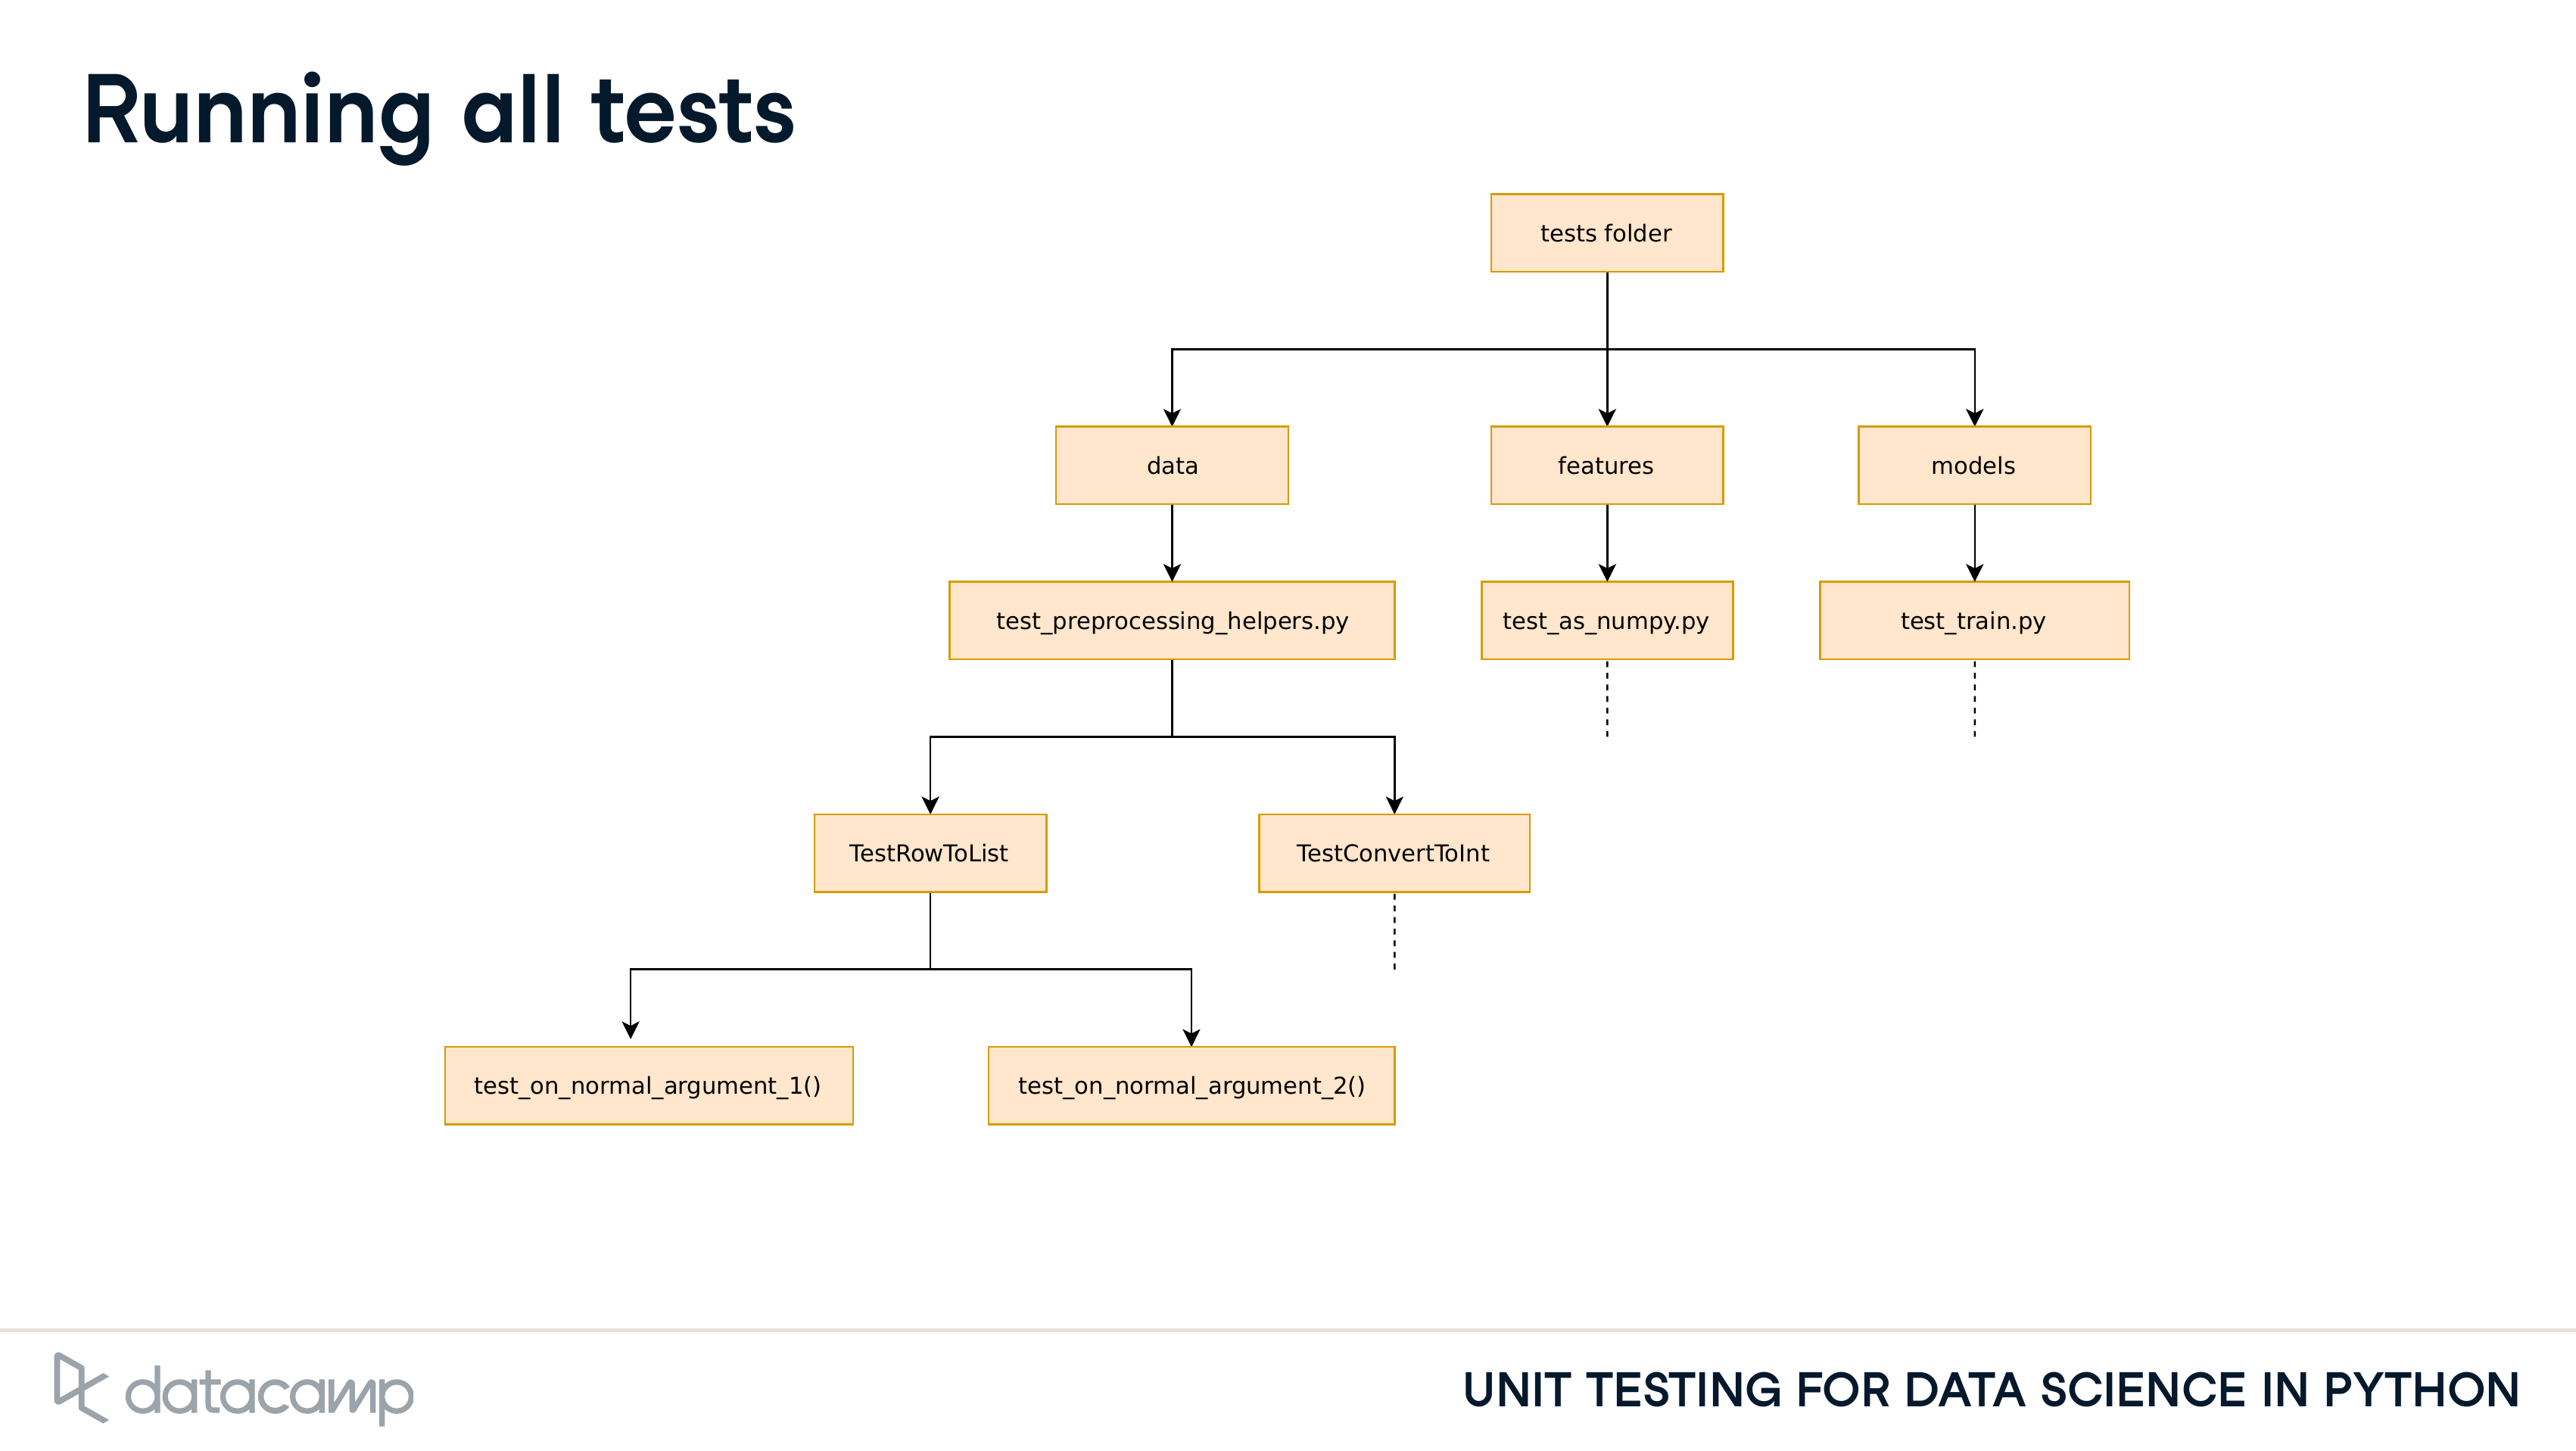 Running all tests
tests folder
data
features
models
test_preprocessing_helpers.py
test_as_numpy.py
test_train.py
TestRowToList
TestConvertToInt
test_on_normal_argument_1()
test_on_normal_argument_2()
datacamp
UNIT TESTING FOR DATA SCIENCE IN PYTHON